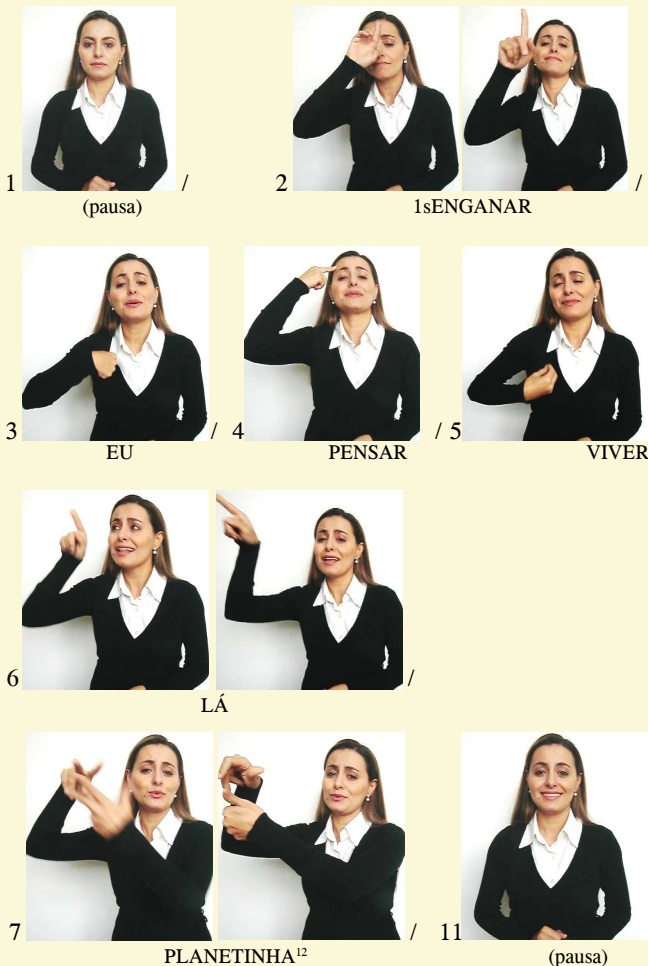 1 / 2 /
(pausa) 1sENGANAR
3 / 4 / 5
EU PENSAR VIVER
6 /
LÁ
7 / 11
PLANETINHA¹² (pausa)